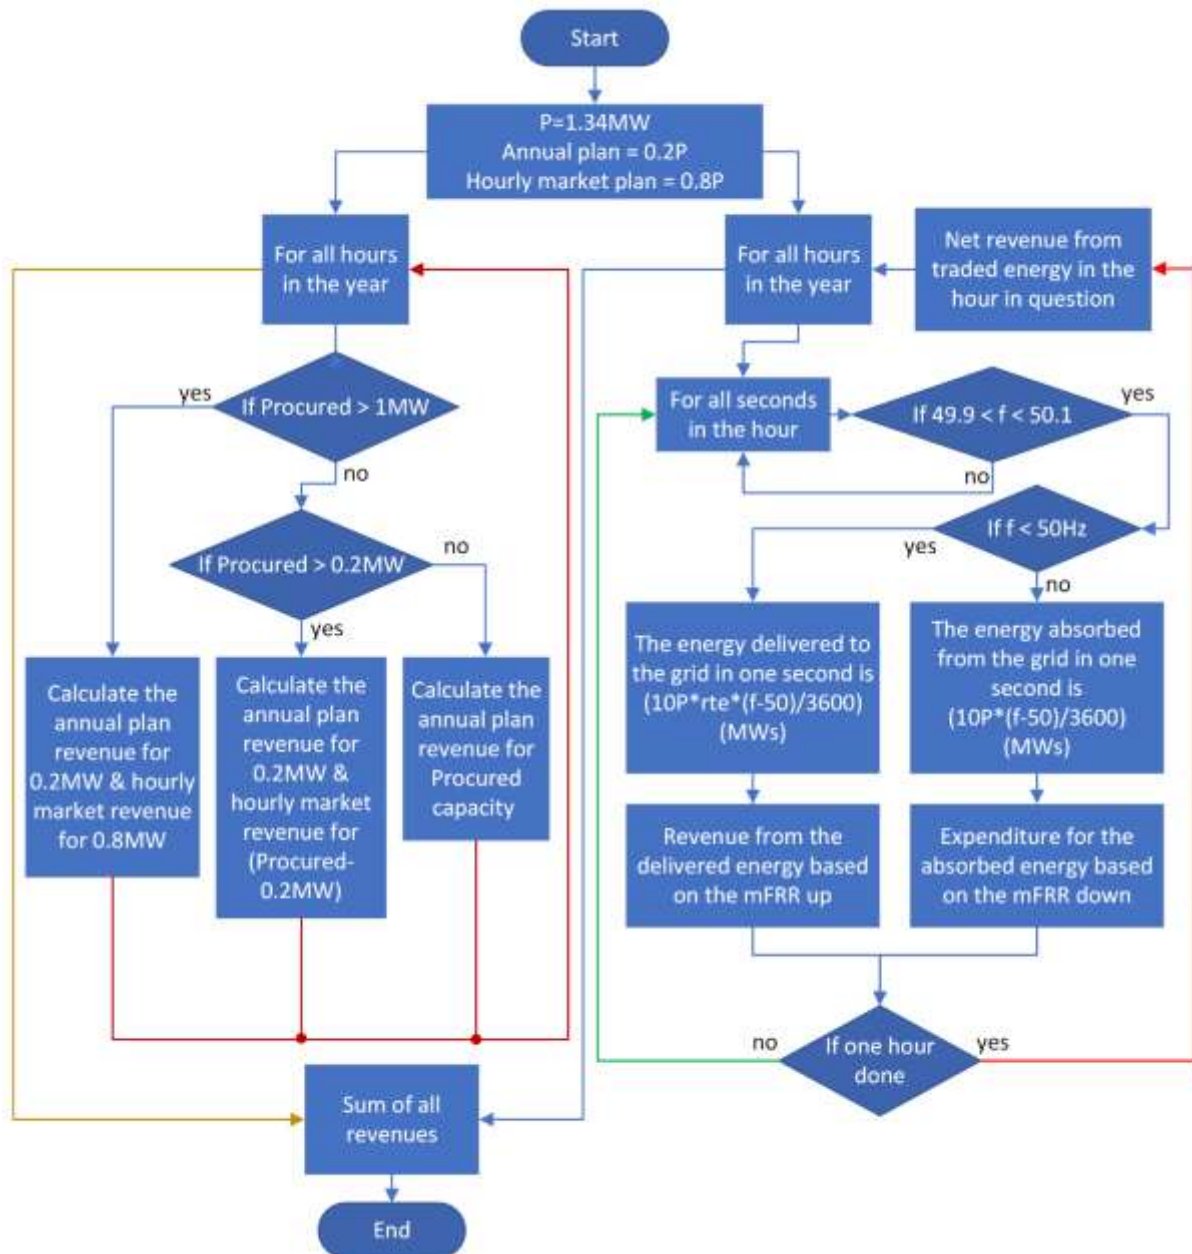 Start
P=1.34MW
Annual plan = 0.2P
Hourly market plan = 0.8P
For all hours
in the year
For all hours
in the year
Net revenue from
traded energy in the
hour in question
yes
If Procured > 1MW
no
For all seconds
in the hour
If 49.9 < f < 50.1
yes
no
If Procured > 0.2MW
no
yes
If f < 50Hz
yes
no
Calculate the
annual plan
revenue for
0.2MW & hourly
market revenue
for 0.8MW
Calculate the
annual plan
revenue for
0.2MW &
hourly market
revenue for
(Procured-
0.2MW)
Calculate the
annual plan
revenue for
Procured
capacity
The energy delivered to
the grid in one second is
(10P*rte*(f-50)/3600)
(MWs)
The energy absorbed
from the grid in one
second is
(10P*(f-50)/3600)
(MWs)
Revenue from the
delivered energy based
on the mFRR up
Expenditure for the
absorbed energy based
on the mFRR down
no
If one hour
done
yes
Sum of all
revenues
End